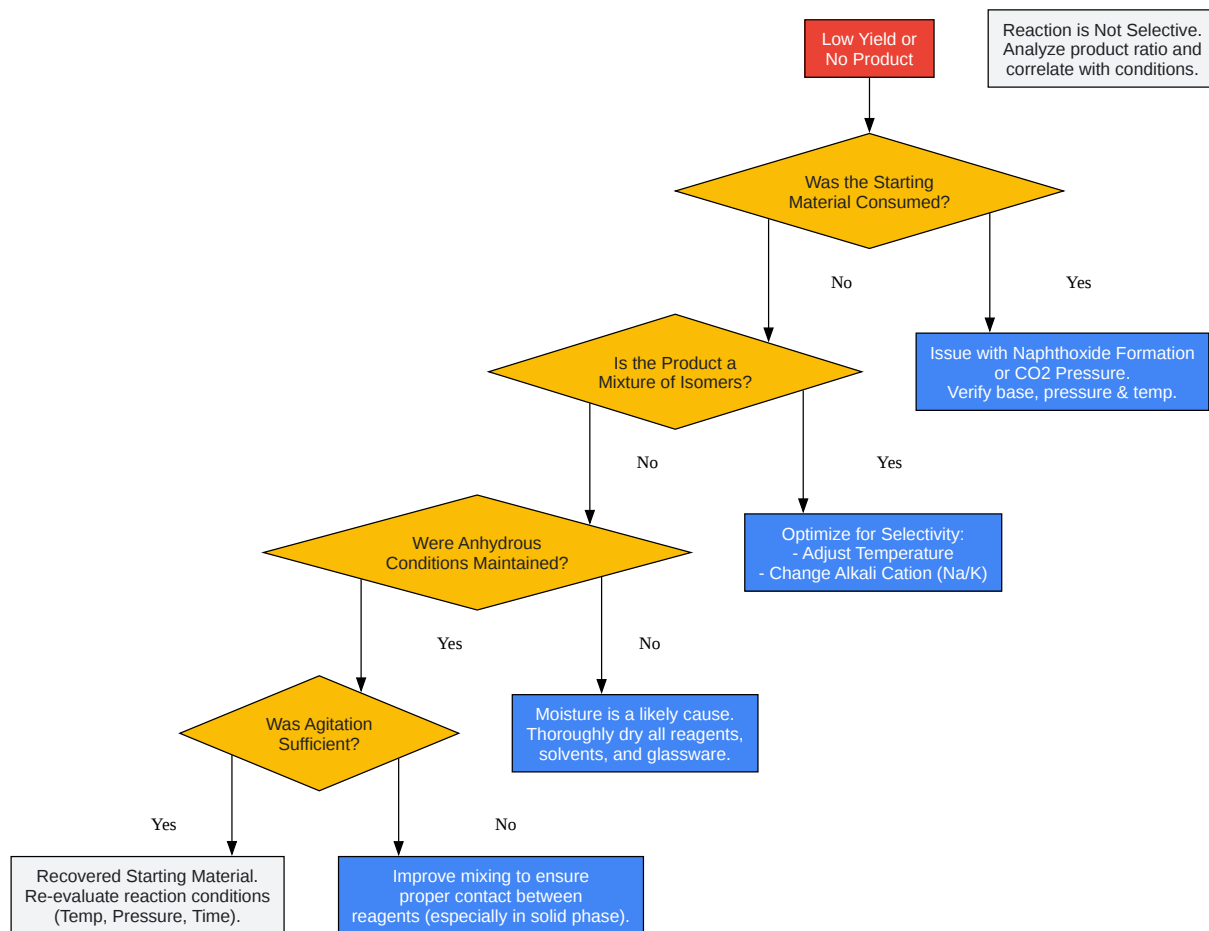 Low Yield or
No Product
Reaction is Not Selective.
Analyze product ratio and
correlate with conditions.
Was the Starting
Material Consumed?
No
Yes
Is the Product a
Mixture of Isomers?
Issue with Naphthoxide Formation
or CO2 Pressure.
Verify base, pressure & temp.
No
Yes
Were Anhydrous
Conditions Maintained?
Optimize for Selectivity:
- Adjust Temperature
- Change Alkali Cation (Na/K)
Yes
No
Was Agitation
Sufficient?
Moisture is a likely cause.
Thoroughly dry all reagents,
solvents, and glassware.
Yes
No
Recovered Starting Material.
Re-evaluate reaction conditions
(Temp, Pressure, Time).
Improve mixing to ensure
proper contact between
reagents (especially in solid phase).